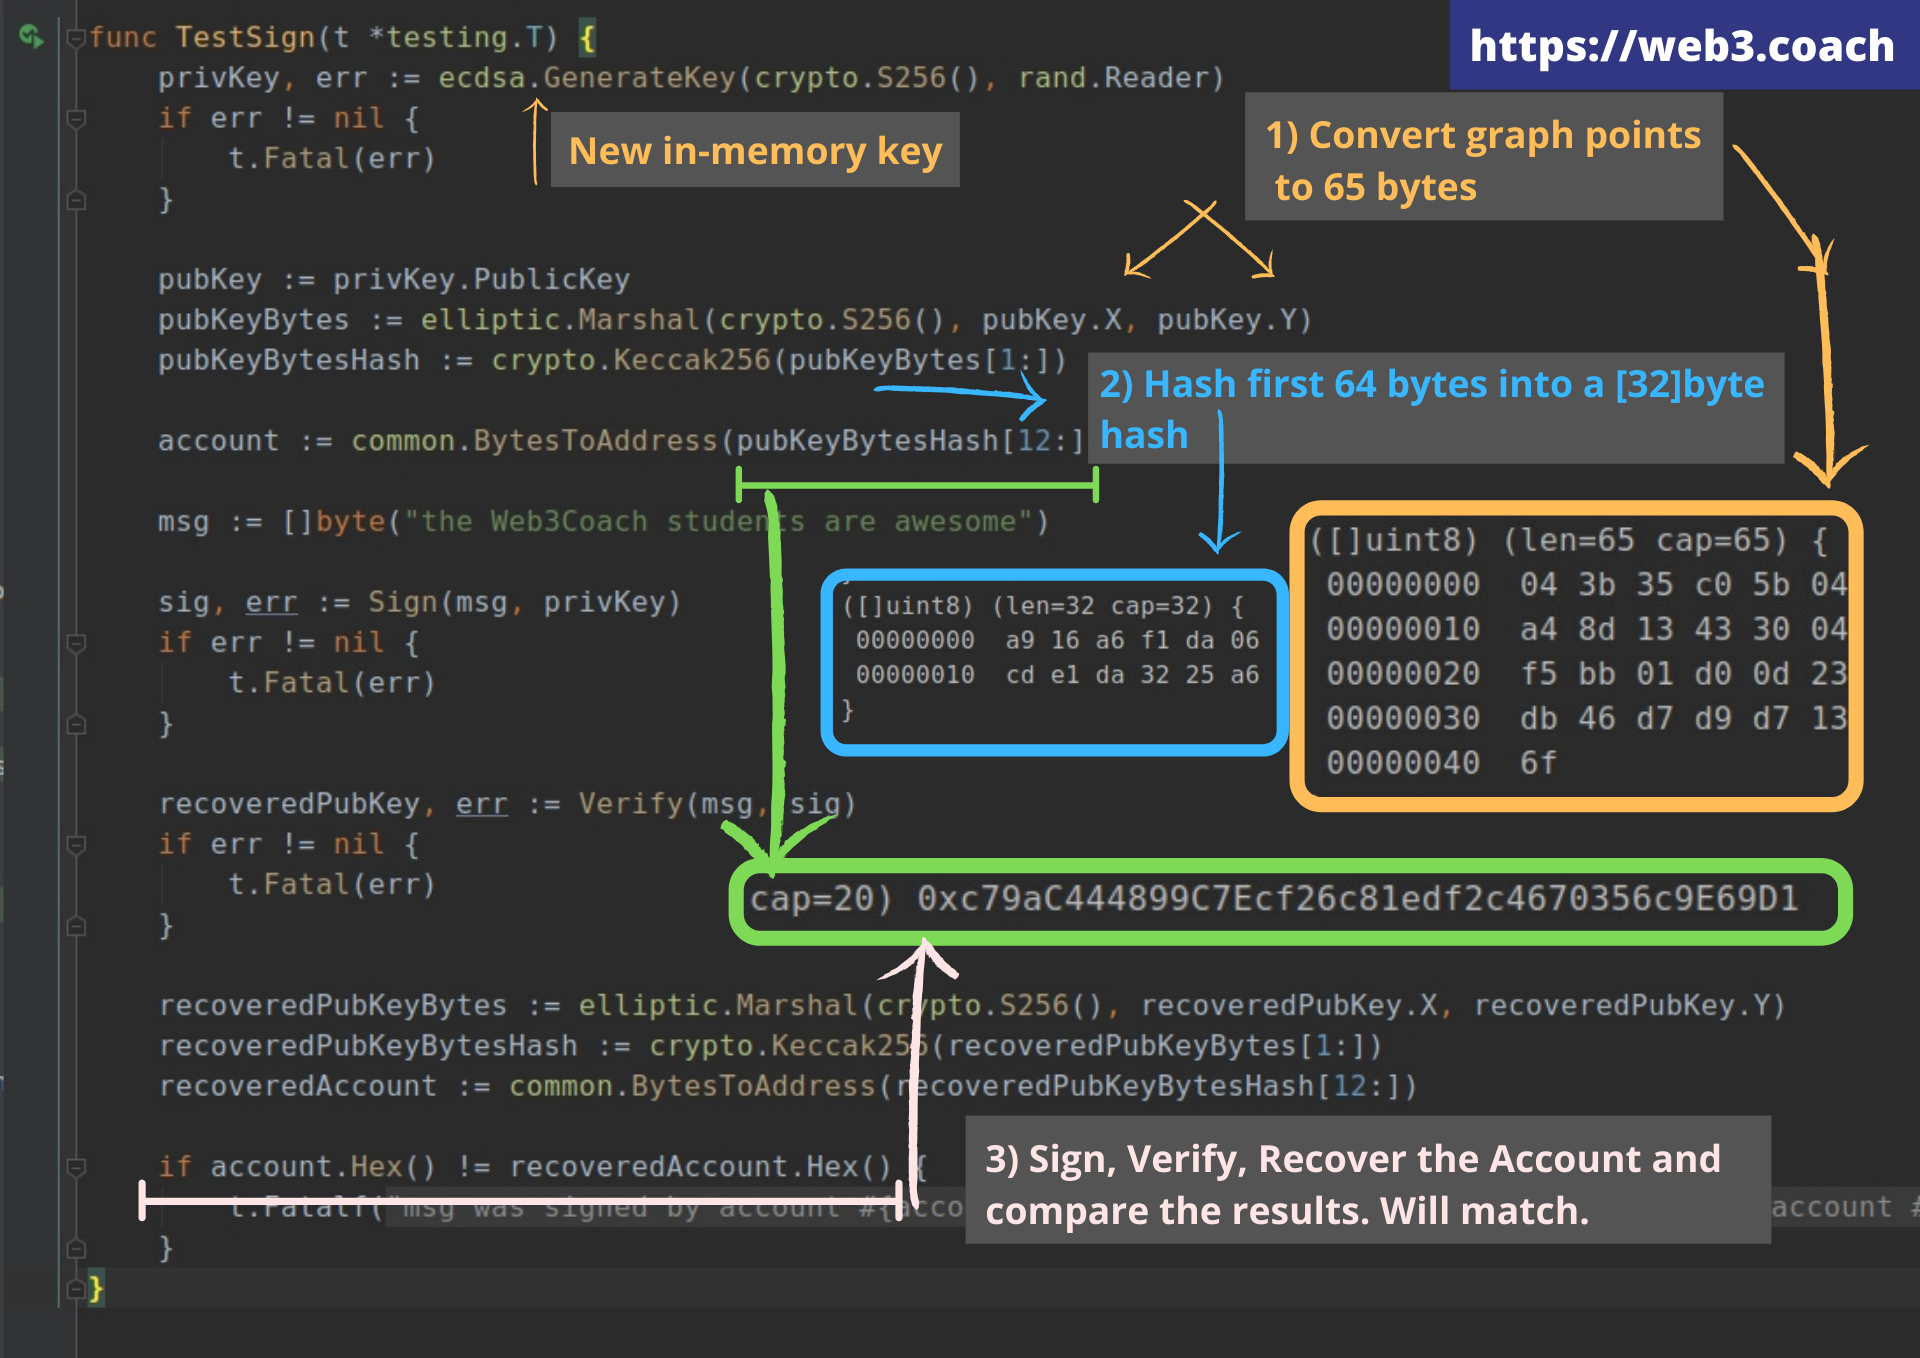 func TestSign(t *testing.T) {
https://web3.coach
privKey, err := ecdsa.GenerateKey(crypto.S256(), rand.Reader)
if err != nil {
New in-memory key
t.Fatal(err)
}
1) Convert graph points
to 65 bytes
pubKey := privKey.PublicKey
pubKeyBytes := elliptic.Marshal(crypto.S256(), pubKey.X, pubKey.Y)
pubKeyBytesHash := crypto.Keccak256(pubKeyBytes[1:])
2) Hash first 64 bytes into a [32]byte
hash
account := common.BytesToAddress(pubKeyBytesHash[12:]
msg := []byte("the Web3Coach students are awesome")
sig, err := Sign(msg, privKey)
if err != nil {
t.Fatal(err)
}
([]uint8) (len=32 cap=32) {
00000000 a9 16 a6 f1 da 06
00000010 cd e1 da 32 25 a6
}
([]uint8) (len=65 cap=65) {
00000000 04 3b 35 c0 5b 04
00000010 a4 8d 13 43 30 04
00000020 f5 bb 01 d0 0d 23
00000030 db 46 d7 d9 d7 13
00000040 6f
recoveredPubKey, err := Verify(msg, sig)
if err != nil {
t.Fatal(err)
}
cap=20) 0xc79aC444899C7Ecf26c81edf2c4670356c9E69D1
recoveredPubKeyBytes := elliptic.Marshal(crypto.S256(), recoveredPubKey.X, recoveredPubKey.Y)
recoveredPubKeyBytesHash := crypto.Keccak256(recoveredPubKeyBytes[1:])
recoveredAccount := common.BytesToAddress(recoveredPubKeyBytesHash[12:])
if account.Hex() != recoveredAccount.Hex() {
t.Fatalf("msg was signed by account #{acco account #
}
}
3) Sign, Verify, Recover the Account and
compare the results. Will match.